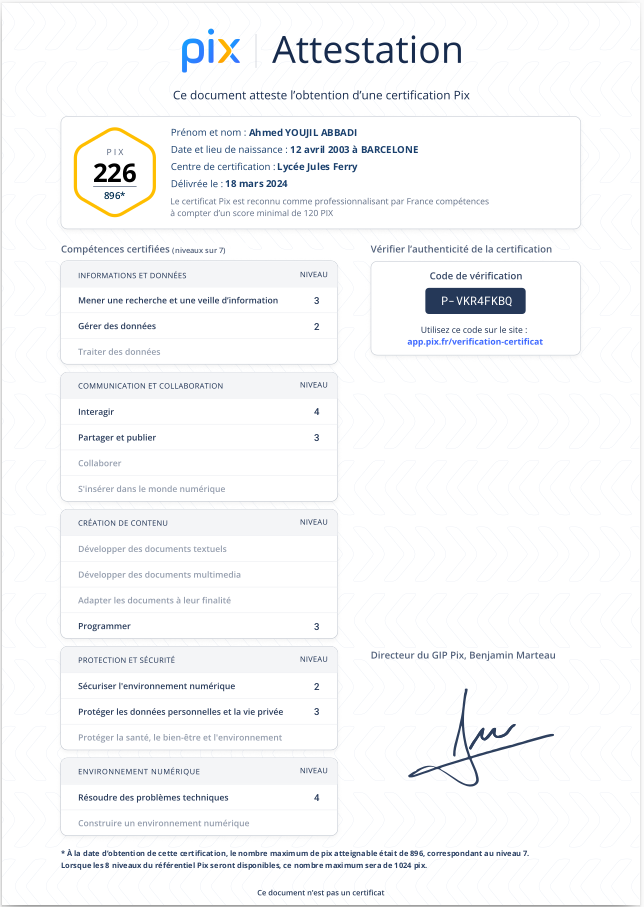 pix Attestation
Ce document atteste l’obtention d’une certification Pix
PIX
226
896*
Prénom et nom : Ahmed YOUJIL ABBADI
Date et lieu de naissance : 12 avril 2003 à BARCELONE
Centre de certification : Lycée Jules Ferry
Délivrée le : 18 mars 2024
Le certificat Pix est reconnu comme professionnalisant par France compétences
à compter d’un score minimal de 120 PIX
Compétences certifiées (niveaux sur 7)
INFORMATIONS ET DONNÉES NIVEAU
Mener une recherche et une veille d’information 3
Gérer des données 2
Traiter des données
COMMUNICATION ET COLLABORATION NIVEAU
Interagir 4
Partager et publier 3
Collaborer
S'insérer dans le monde numérique
CRÉATION DE CONTENU NIVEAU
Développer des documents textuels
Développer des documents multimedia
Adapter les documents à leur finalité
Programmer 3
PROTECTION ET SÉCURITÉ NIVEAU
Sécuriser l'environnement numérique 2
Protéger les données personnelles et la vie privée 3
Protéger la santé, le bien-être et l'environnement
ENVIRONNEMENT NUMÉRIQUE NIVEAU
Résoudre des problèmes techniques 4
Construire un environnement numérique
Vérifier l’authenticité de la certification
Code de vérification
P-VKR4FKBQ
Utilisez ce code sur le site :
app.pix.fr/verification-certificat
Directeur du GIP Pix, Benjamin Marteau
* À la date d’obtention de cette certification, le nombre maximum de pix atteignable était de 896, correspondant au niveau 7.
Lorsque les 8 niveaux du référentiel Pix seront disponibles, ce nombre maximum sera de 1024 pix.
Ce document n'est pas un certificat